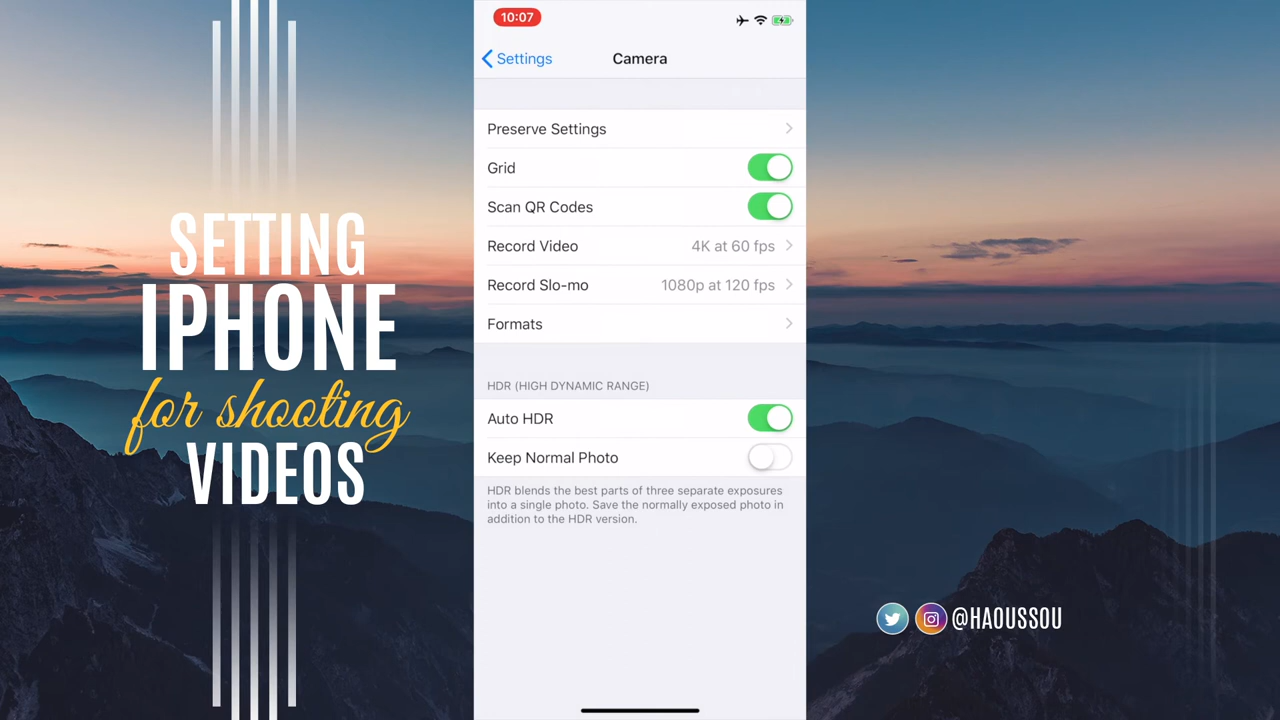 SETTING
IPHONE
for shooting
VIDEOS
10:07
Settings
Camera
Preserve Settings
Grid
Scan QR Codes
Record Video 4K at 60 fps
Record Slo-mo 1080p at 120 fps
Formats
HDR (HIGH DYNAMIC RANGE)
Auto HDR
Keep Normal Photo
HDR blends the best parts of three separate exposures
into a single photo. Save the normally exposed photo in
addition to the HDR version.
@HAOUSSOU